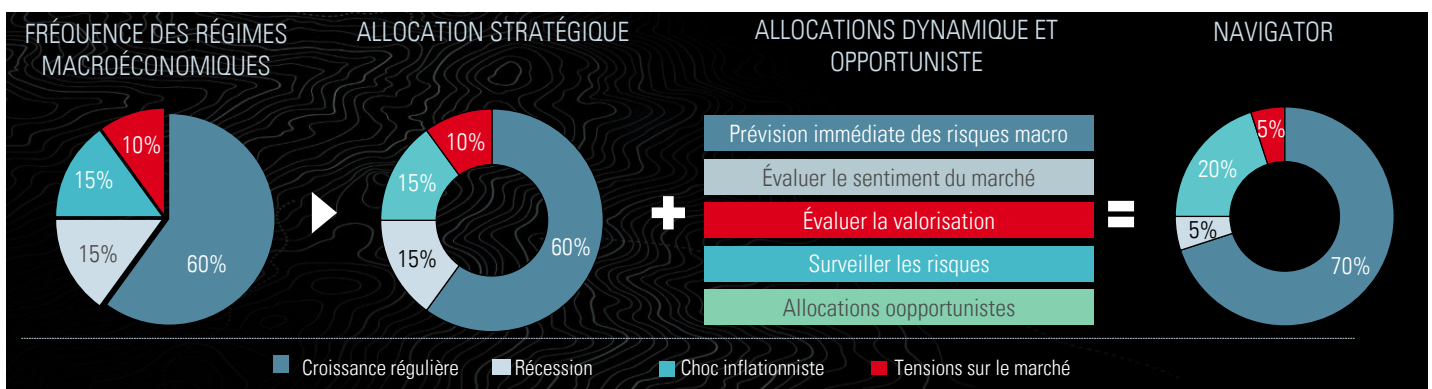 FRÉQUENCE DES RÉGIMES
MACROÉCONOMIQUES
10%
15%
15%
60%
ALLOCATION STRATÉGIQUE
10%
15%
15%
60%
ALLOCATIONS DYNAMIQUE ET
OPPORTUNISTE
Prévision immédiate des risques macro
Évaluer le sentiment du marché
Évaluer la valorisation
Surveiller les risques
Allocations oopportunistes
NAVIGATOR
5%
20%
5%
70%
Croissance régulière
Récession
Choc inflationniste
Tensions sur le marché